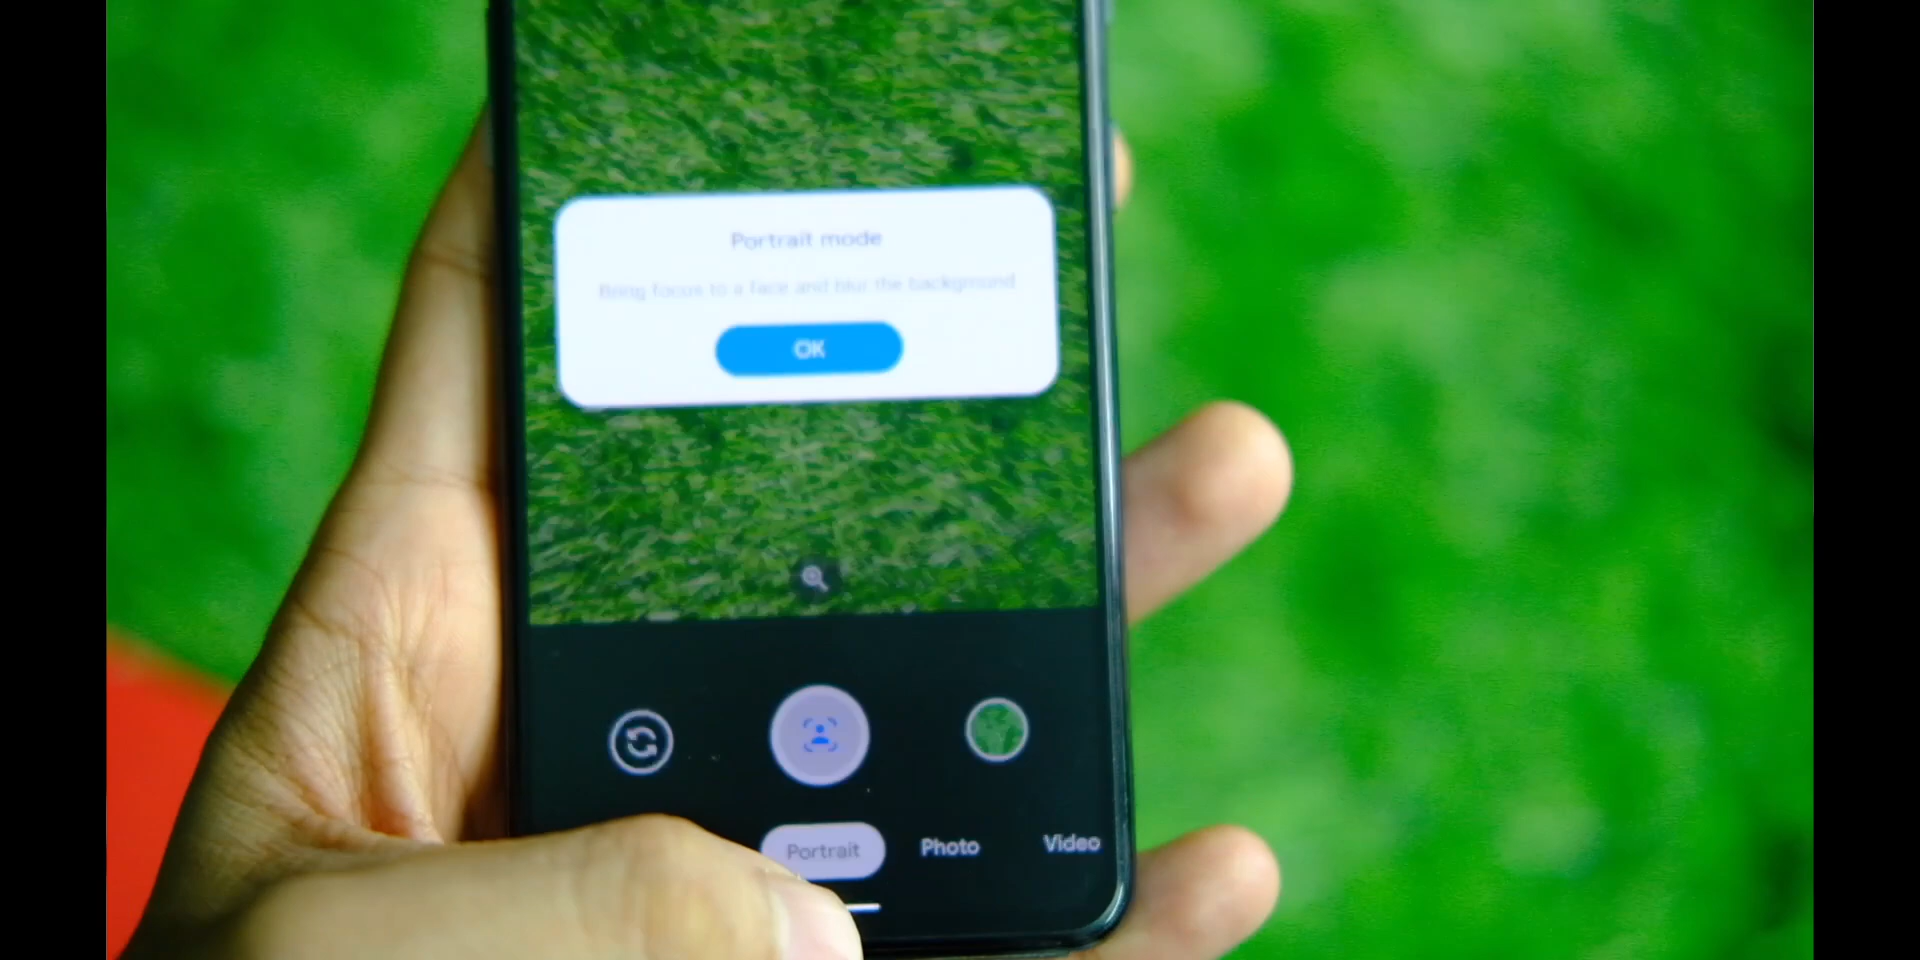 Portrait mode
Bring focus to a face and blur the background
OK
Portrait
Photo
Video